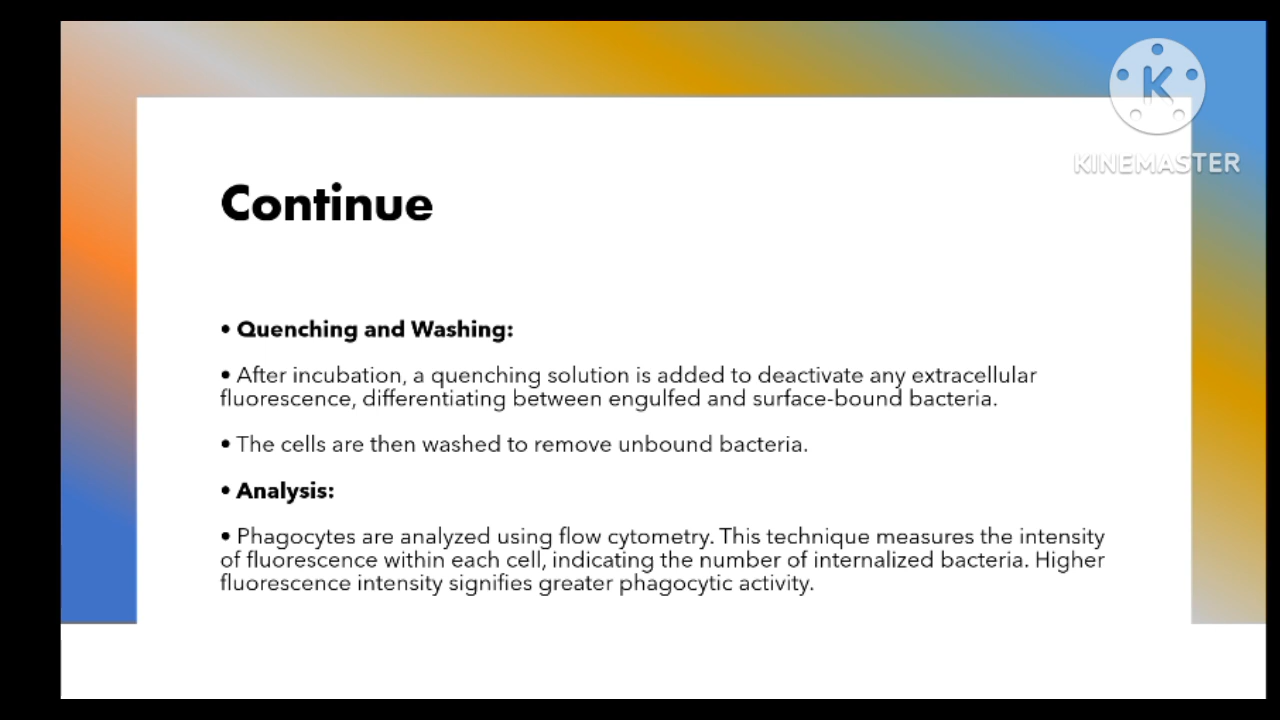 K
KINEMASTER
Continue
• Quenching and Washing:
• After incubation, a quenching solution is added to deactivate any extracellular
fluorescence, differentiating between engulfed and surface-bound bacteria.
• The cells are then washed to remove unbound bacteria.
• Analysis:
• Phagocytes are analyzed using flow cytometry. This technique measures the intensity
of fluorescence within each cell, indicating the number of internalized bacteria. Higher
fluorescence intensity signifies greater phagocytic activity.